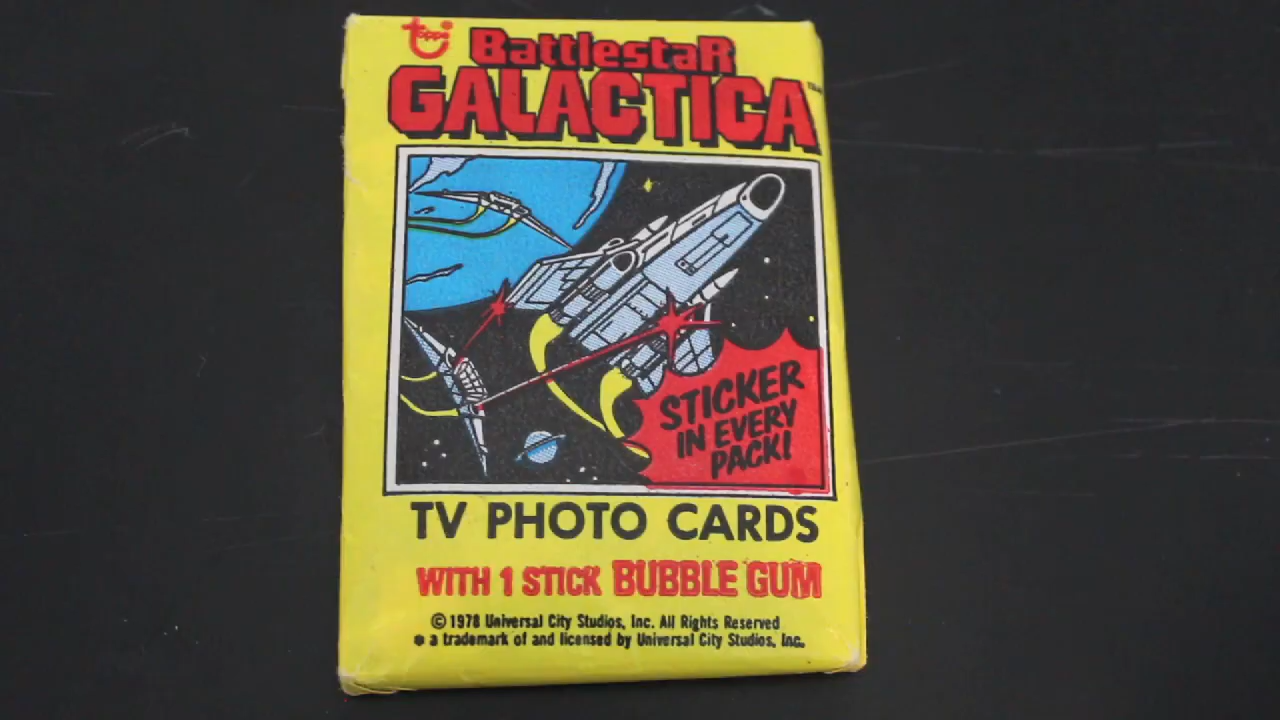 Topps
BattlestaR
GALACTICA™
STICKER
IN EVERY
PACK!
TV PHOTO CARDS
WITH 1 STICK BUBBLE GUM
© 1978 Universal City Studios, Inc. All Rights Reserved
* a trademark of and licensed by Universal City Studios, Inc.